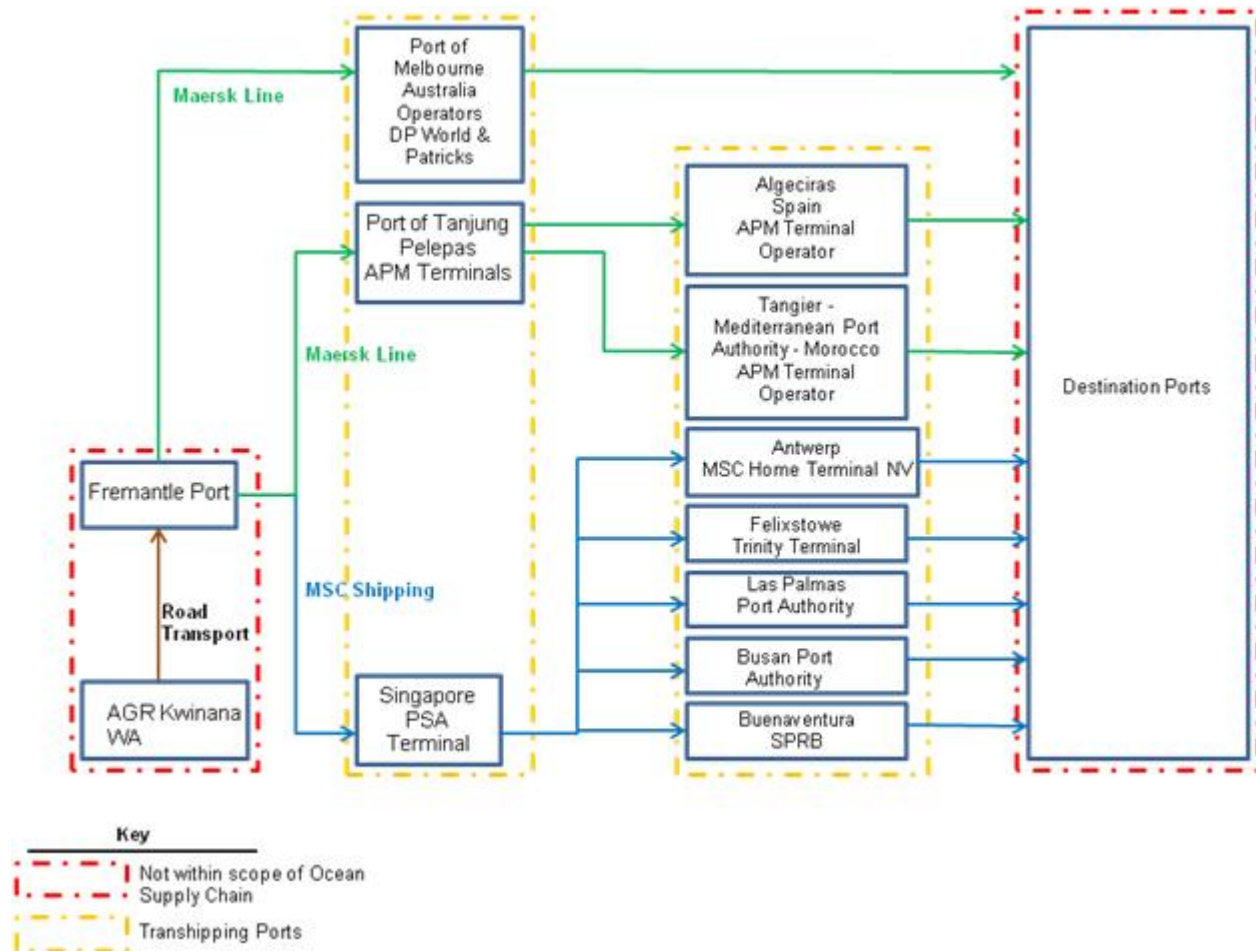 Port of
Melbourne
Australia
Operators
DP World &
Patricks
Maersk Line
Port of Tanjung
Pelepas
APM Terminals
Maersk Line
Algeciras
Spain
APM Terminal
Operator
Tangier -
Mediterranean Port
Authority - Morocco
APM Terminal
Operator
Destination Ports
Antwerp
MSC Home Terminal NV
Fremantle Port
Felixstowe
Trinity Terminal
MSC Shipping
Las Palmas
Port Authority
Road
Transport
Busan Port
Authority
AGR Kwinana
WA
Singapore
PSA
Terminal
Buenaventura
SPRB
Key
Not within scope of Ocean
Supply Chain
Transhipping Ports